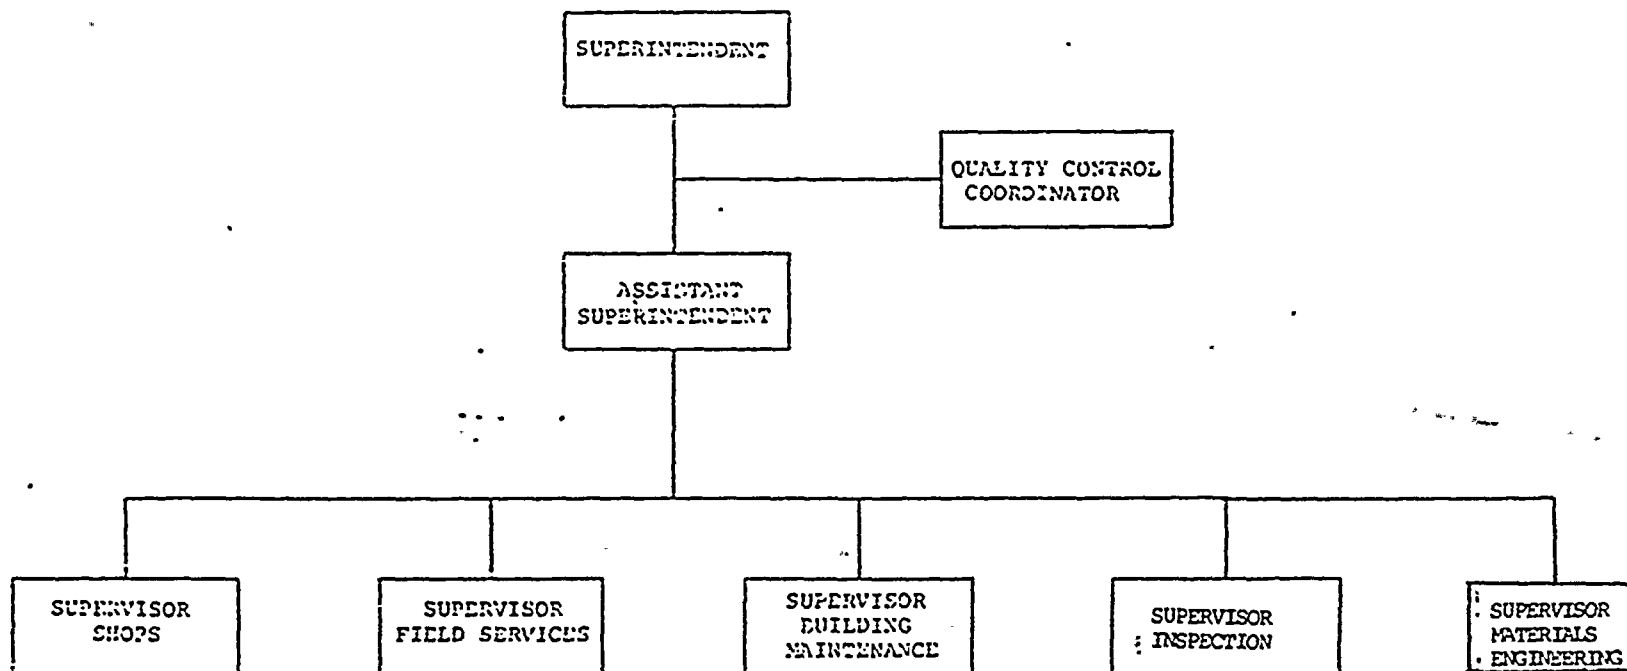 SUPERINTENDENT
QUALITY CONTROL
COORDINATOR
ASSISTANT
SUPERINTENDENT
SUPERVISOR
SHOPS
SUPERVISOR
FIELD SERVICES
SUPERVISOR
BUILDING
MAINTENANCE
SUPERVISOR
INSPECTION
SUPERVISOR
MATERIALS
ENGINEERING